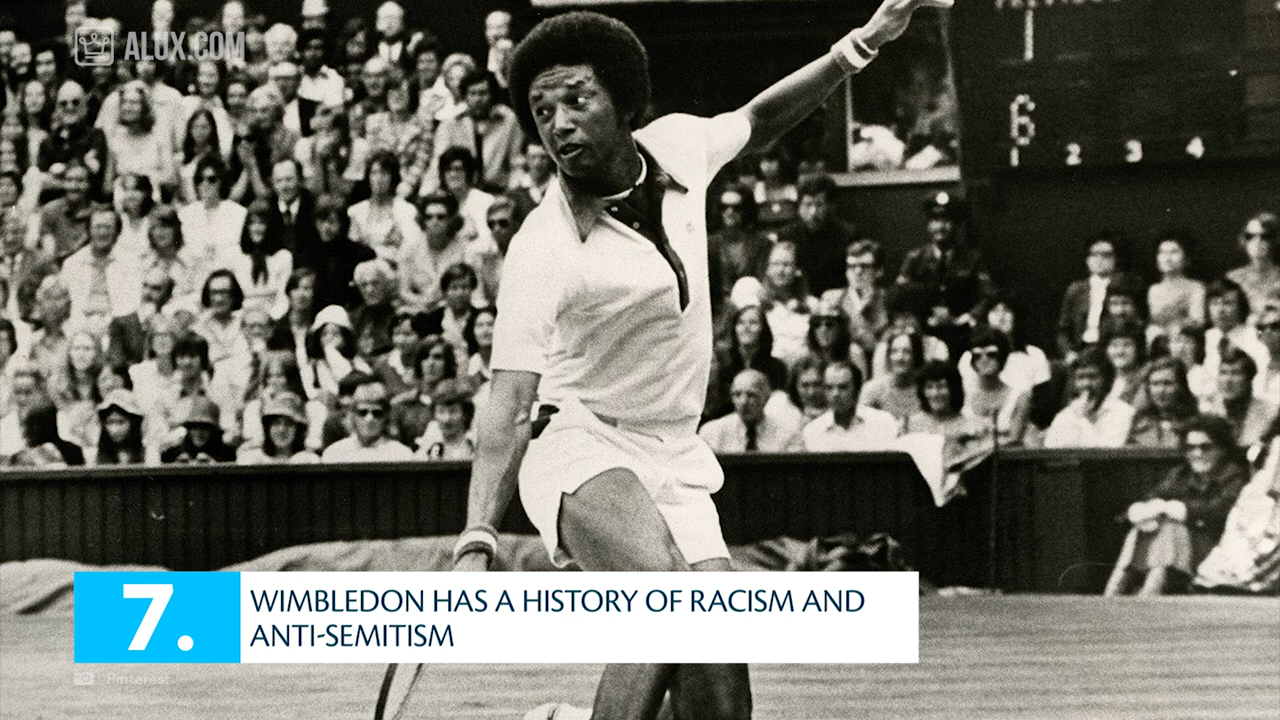 ALUX.COM
6
1 2 3 4
7.
WIMBLEDON HAS A HISTORY OF RACISM AND
ANTI-SEMITISM
Pinterest